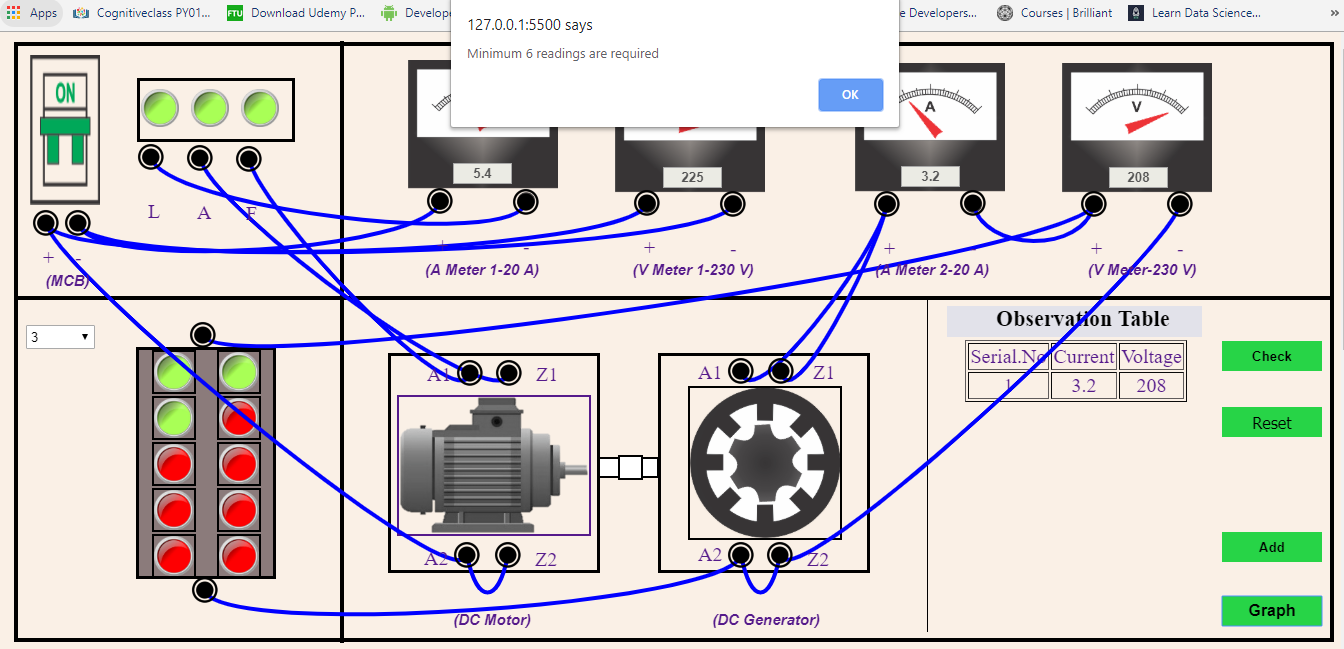 Apps
Cognitiveclass PY01...
FTU
Download Udemy P...
Develop
e Developers...
Courses | Brilliant
Learn Data Science...
»
127.0.0.1:5500 says
Minimum 6 readings are required
OK
ON
L
A
F
+
-
(MCB)
5.4
+
-
(A Meter 1-20 A)
225
+
-
(V Meter 1-230 V)
A
3.2
+
(A Meter 2-20 A)
V
208
+
-
(V Meter-230 V)
3
A1
Z1
A2
Z2
(DC Motor)
A1
Z1
A2
Z2
(DC Generator)
Observation Table
Serial.No Current Voltage
1 3.2 208
Check
Reset
Add
Graph